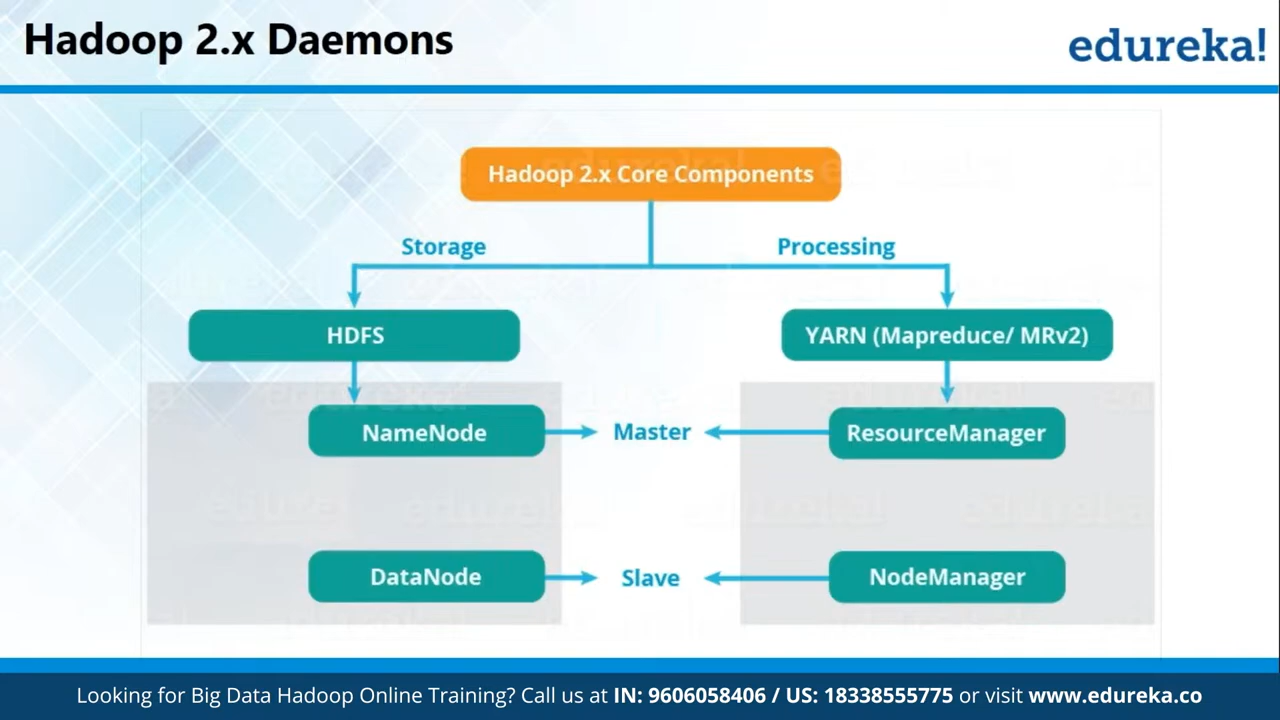 Hadoop 2.x Daemons
edureka!
Hadoop 2.x Core Components
Storage
Processing
HDFS
YARN (Mapreduce/ MRv2)
NameNode
Master
ResourceManager
DataNode
Slave
NodeManager
Looking for Big Data Hadoop Online Training? Call us at IN: 9606058406 / US: 18338555775 or visit www.edureka.co